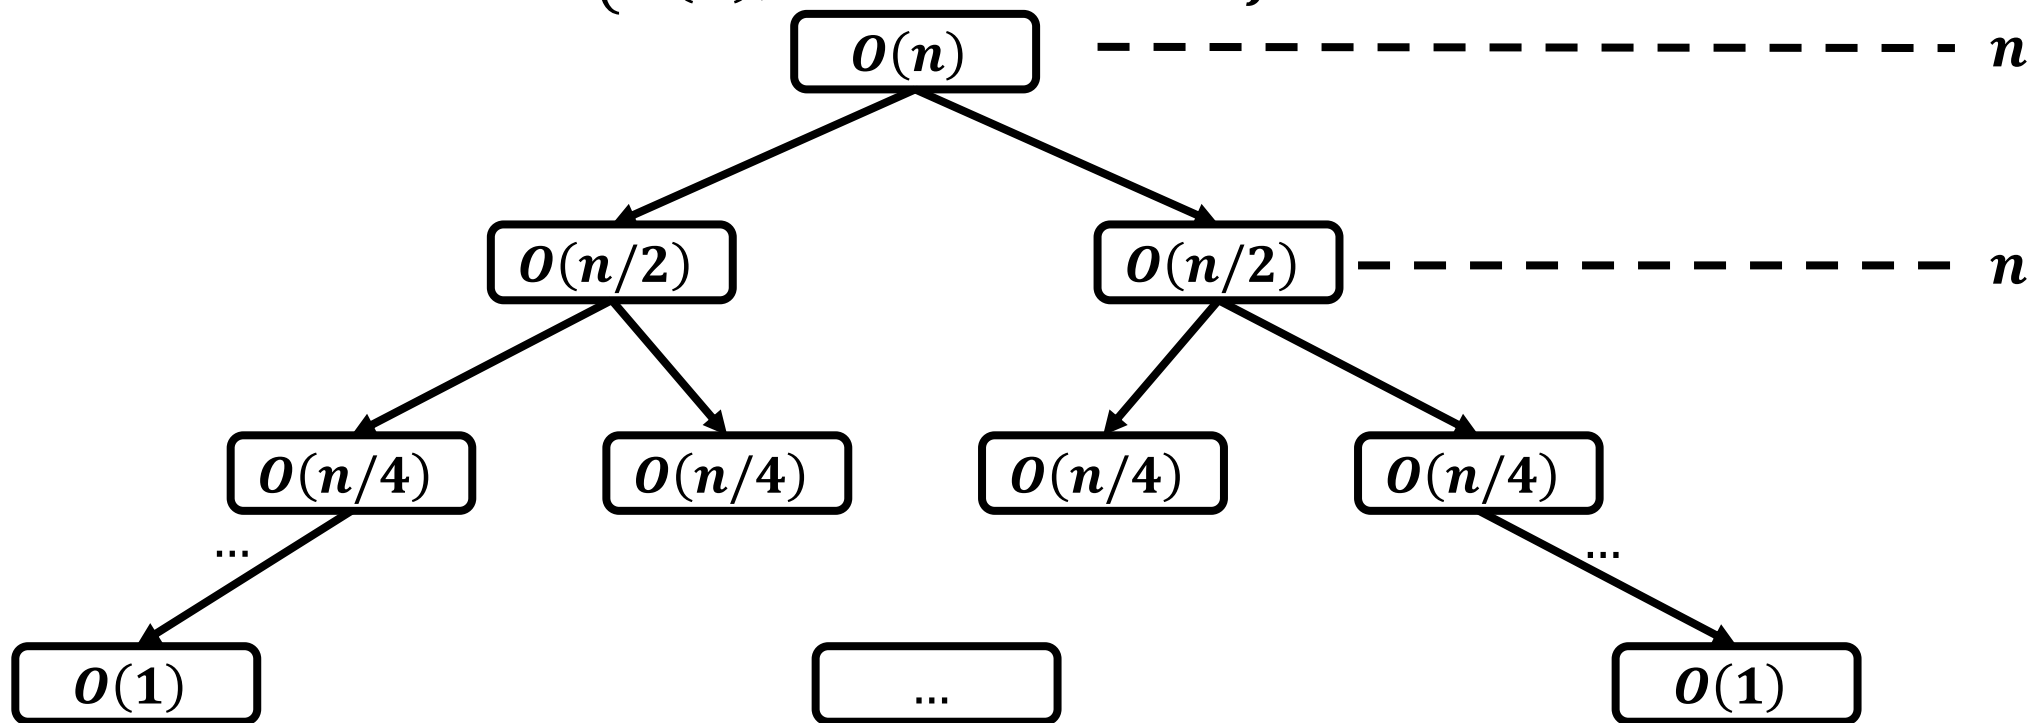 O(n) n
O(n/2) O(n/2) n
O(n/4) O(n/4) O(n/4) O(n/4)
... ...
O(1) ... O(1)